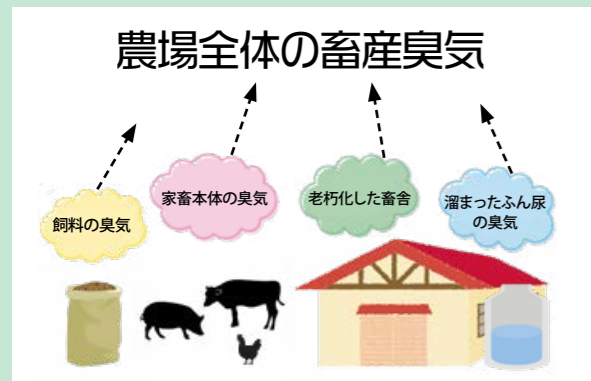 農場全体の畜産臭気
飼料の臭気
家畜本体の臭気
老朽化した畜舎
溜まったふん尿
の臭気